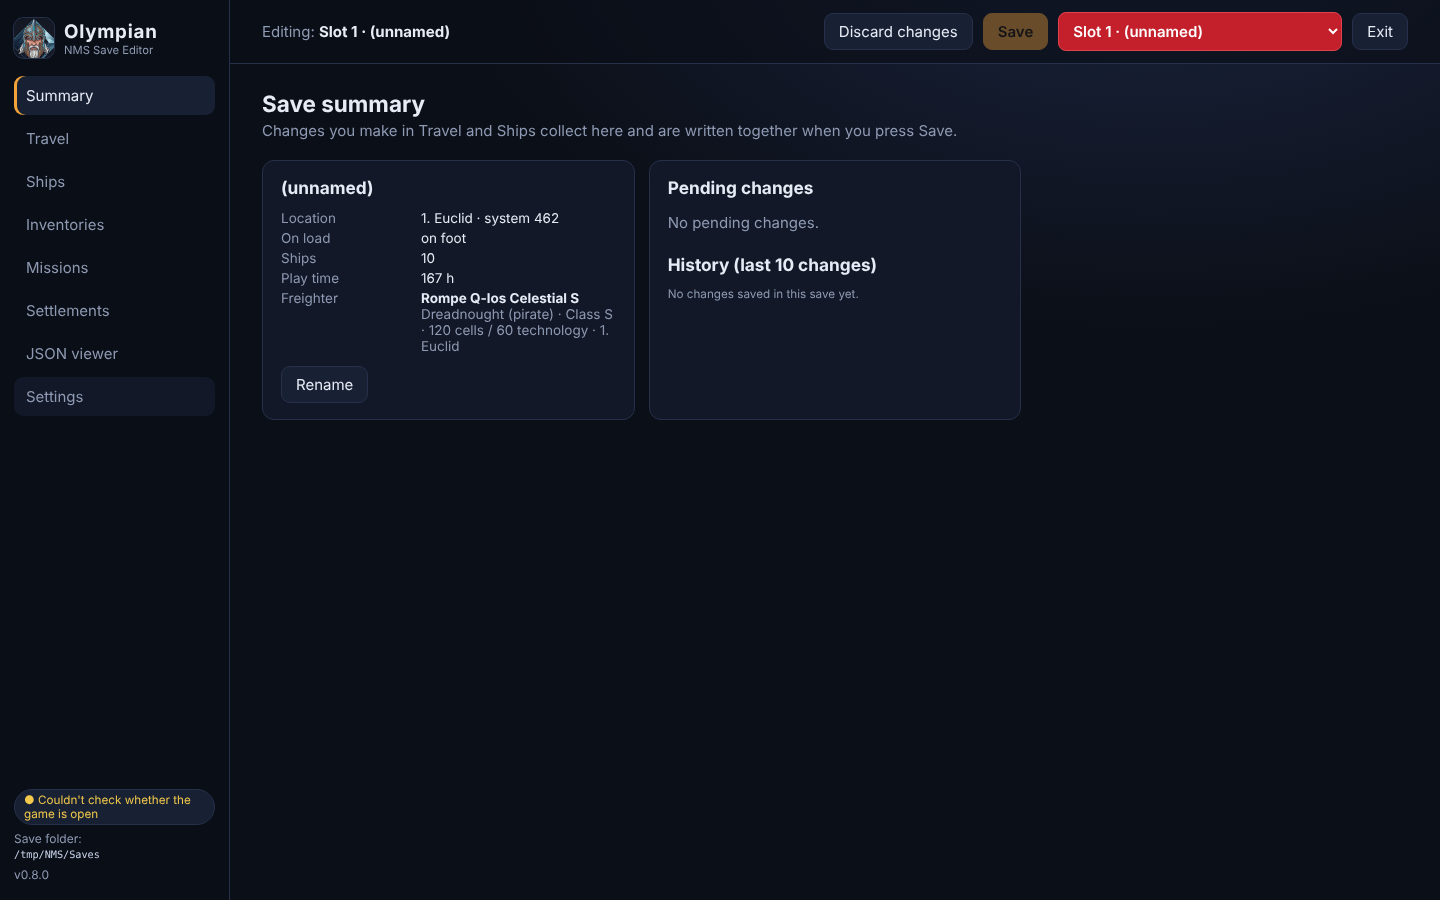 Olympian
NMS Save Editor
Summary
Travel
Ships
Inventories
Missions
Settlements
JSON viewer
Settings
● Couldn't check whether the
game is open
Save folder:
/tmp/NMS/Saves
v0.8.0
Editing: Slot 1 · (unnamed)
Discard changes
Save
Slot 1 · (unnamed)
Exit
Save summary
Changes you make in Travel and Ships collect here and are written together when you press Save.
(unnamed)
Location 1. Euclid · system 462
On load on foot
Ships 10
Play time 167 h
Freighter Rompe Q-los Celestial S
Dreadnought (pirate) · Class S
· 120 cells / 60 technology · 1.
Euclid
Rename
Pending changes
No pending changes.
History (last 10 changes)
No changes saved in this save yet.